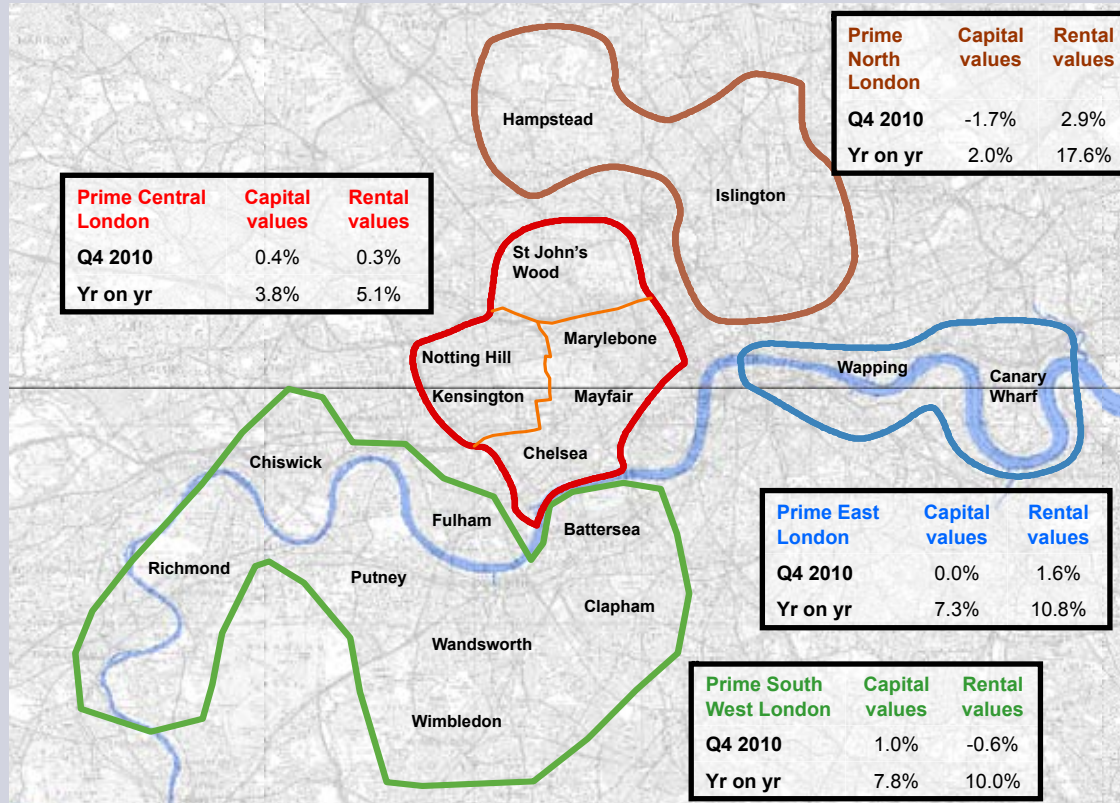 Prime Capital Rental
North values values
London
Q4 2010 -1.7% 2.9%
Yr on yr 2.0% 17.6%
Hampstead
Islington
Prime Central Capital Rental
London values values
Q4 2010 0.4% 0.3%
Yr on yr 3.8% 5.1%
St John's
Wood
Marylebone
Notting Hill
Kensington
Mayfair
Chelsea
Wapping
Canary
Wharf
Chiswick
Fulham
Battersea
Richmond
Putney
Clapham
Wandsworth
Wimbledon
Prime East Capital Rental
London values values
Q4 2010 0.0% 1.6%
Yr on yr 7.3% 10.8%
Prime South Capital Rental
West London values values
Q4 2010 1.0% -0.6%
Yr on yr 7.8% 10.0%